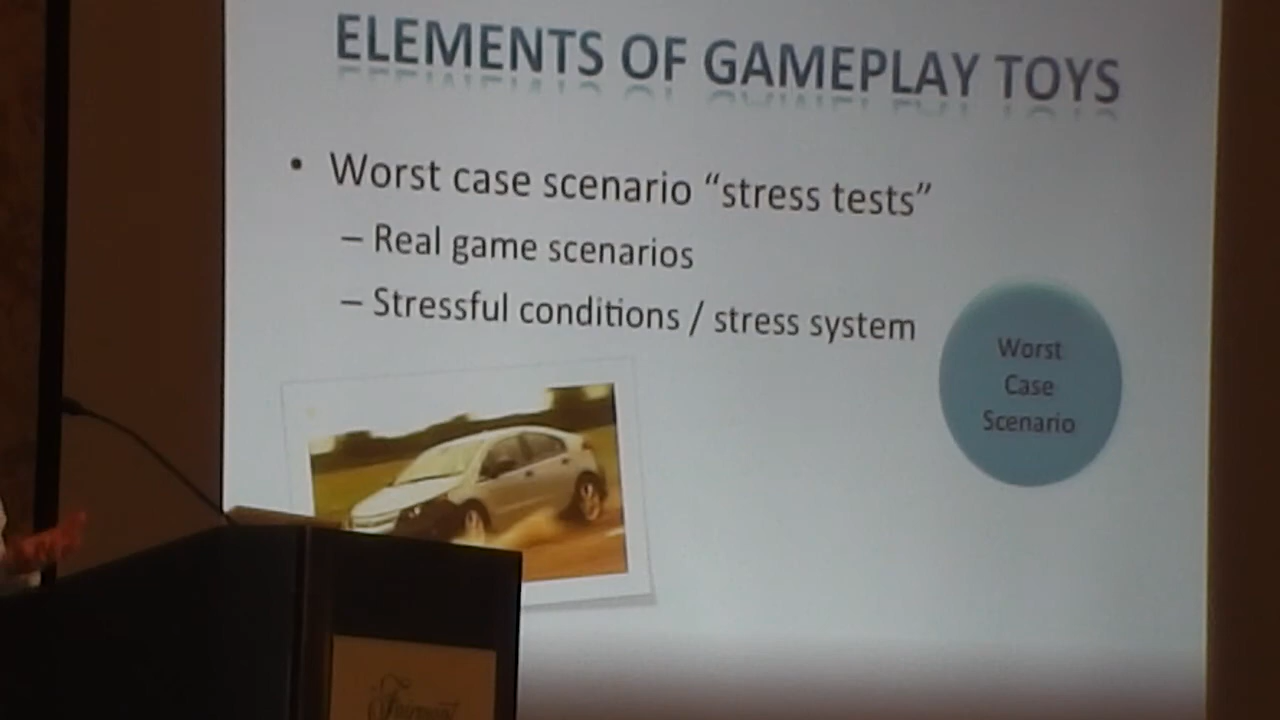 ELEMENTS OF GAMEPLAY TOYS
• Worst case scenario “stress tests”
– Real game scenarios
– Stressful conditions / stress system
Worst
Case
Scenario
Fairmont